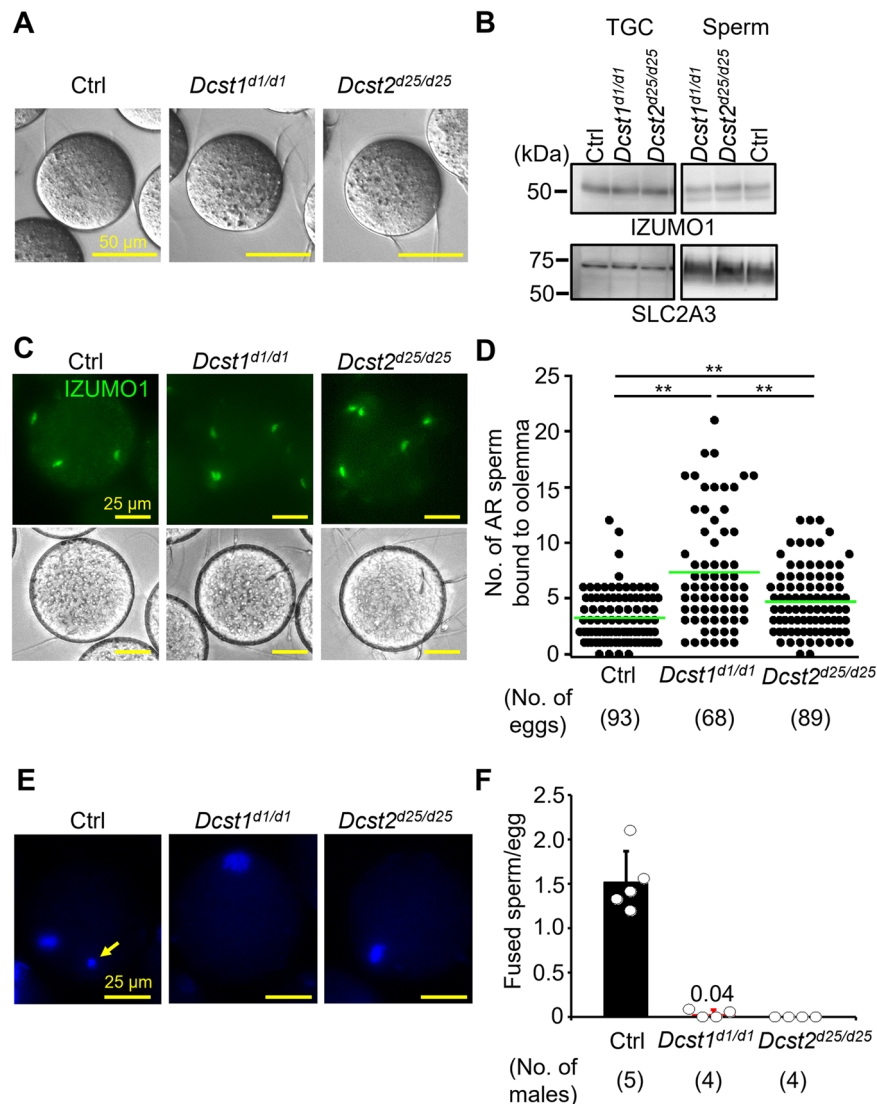 A
Ctrl
Dcst1d1/d1
Dcst2d25/d25
50 µm
B
TGC
Sperm
(kDa)
Ctrl
Dcst1d1/d1
Dcst2d25/d25
Dcst1d1/d1
Dcst2d25/d25
Ctrl
50
IZUMO1
75
50
SLC2A3
C
Ctrl
Dcst1d1/d1
Dcst2d25/d25
IZUMO1
25 µm
D
No. of AR sperm
bound to oolemma
25
20
15
10
5
0
**
**
**
Ctrl
Dcst1d1/d1
Dcst2d25/d25
(No. of
eggs)
(93)
(68)
(89)
E
Ctrl
Dcst1d1/d1
Dcst2d25/d25
25 µm
F
Fused sperm/egg
2.5
2.0
1.5
1.0
0.5
0
0.04
Ctrl
Dcst1d1/d1
Dcst2d25/d25
(No. of
males)
(5)
(4)
(4)